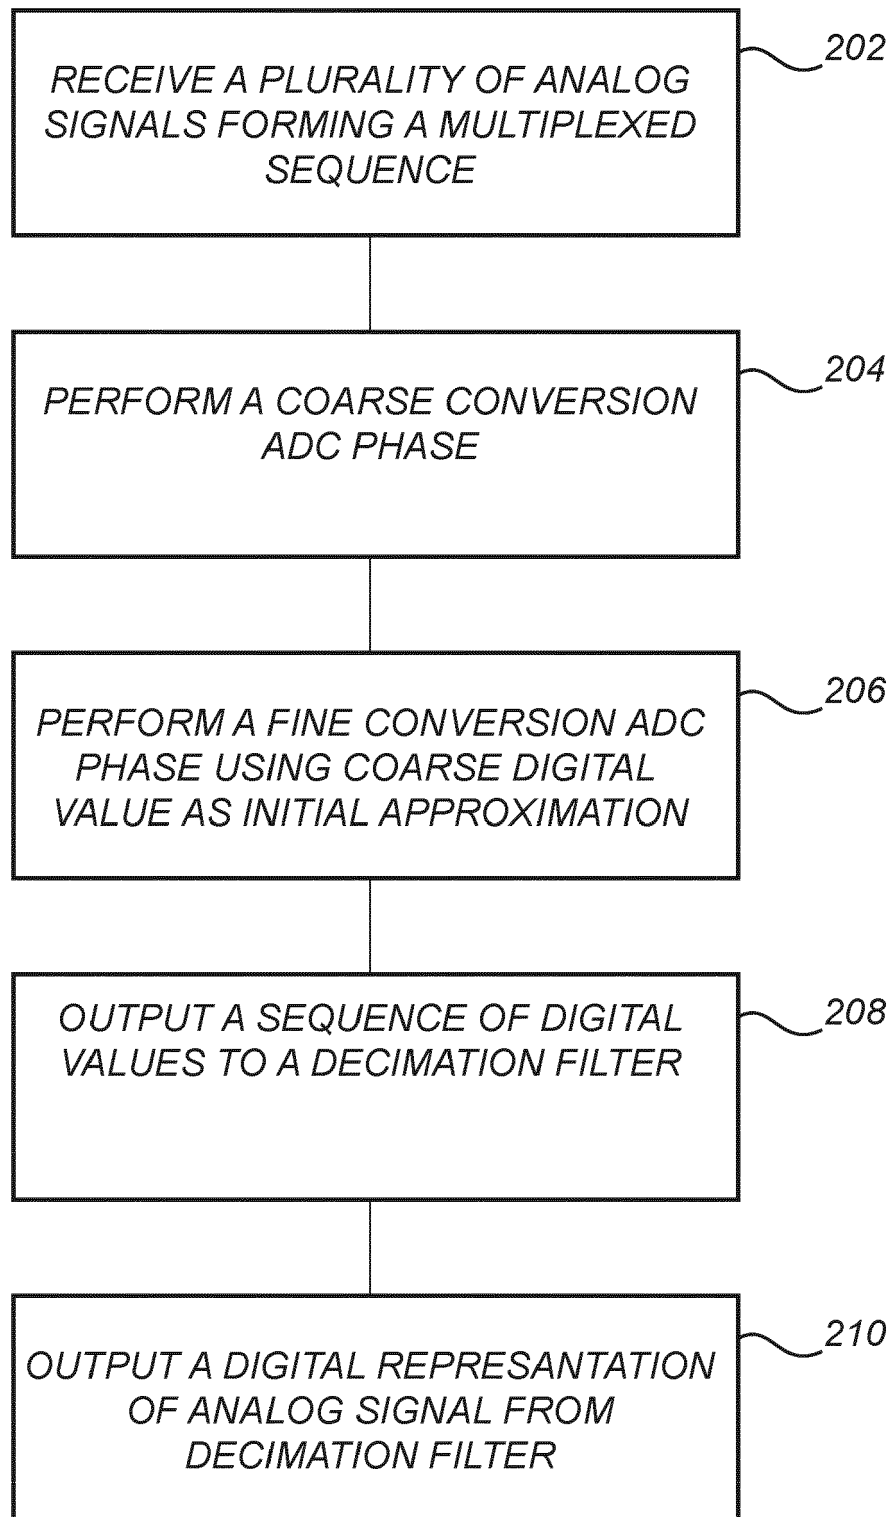 202
RECEIVE A PLURALITY OF ANALOG
SIGNALS FORMING A MULTIPLEXED
SEQUENCE
204
PERFORM A COARSE CONVERSION
ADC PHASE
206
PERFORM A FINE CONVERSION ADC
PHASE USING COARSE DIGITAL
VALUE AS INITIAL APPROXIMATION
208
OUTPUT A SEQUENCE OF DIGITAL
VALUES TO A DECIMATION FILTER
210
OUTPUT A DIGITAL REPRESANTATION
OF ANALOG SIGNAL FROM
DECIMATION FILTER